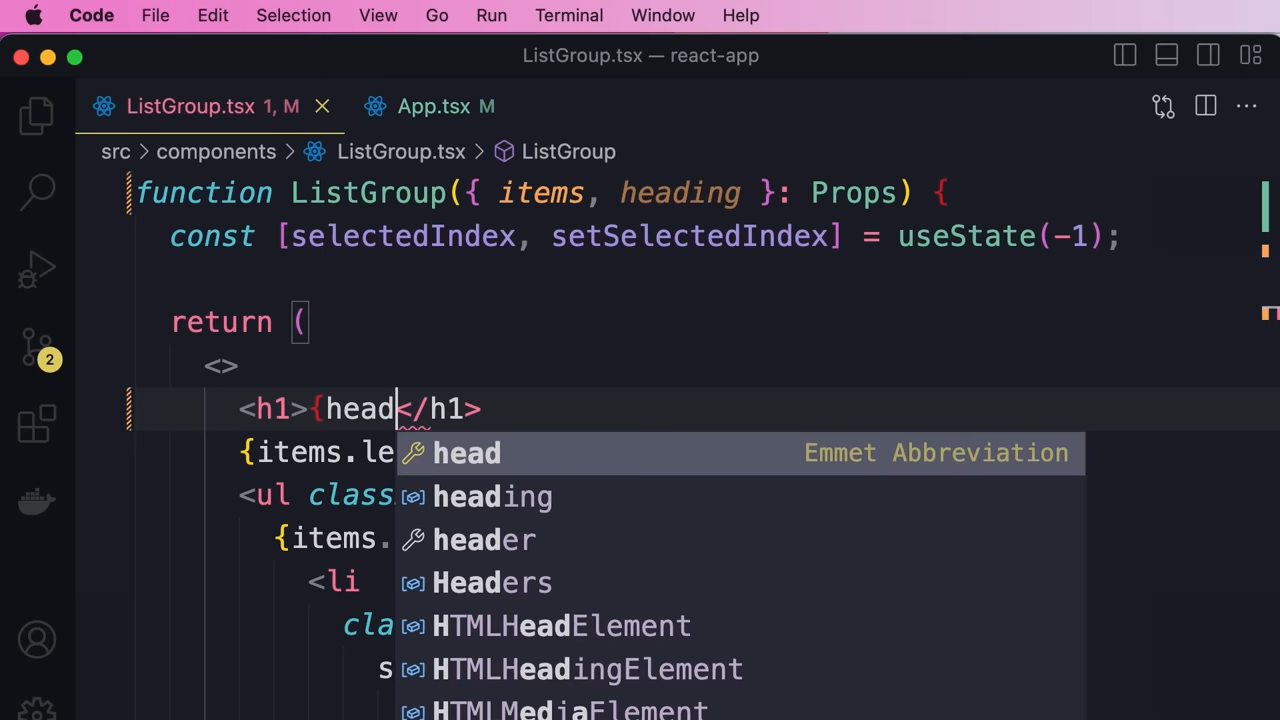 Code File Edit Selection View Go Run Terminal Window Help
ListGroup.tsx — react-app
ListGroup.tsx 1, M App.tsx M
src > components > ListGroup.tsx > ListGroup
function ListGroup({ items, heading }: Props) {
const [selectedIndex, setSelectedIndex] = useState(-1);
return (
<>
<h1>{head</h1>
{items.le
head Emmet Abbreviation
<ul class
heading
{items.
header
<li
Headers
cla
HTMLHeadElement
s
HTMLHeadingElement
HTMLMediaElement
2